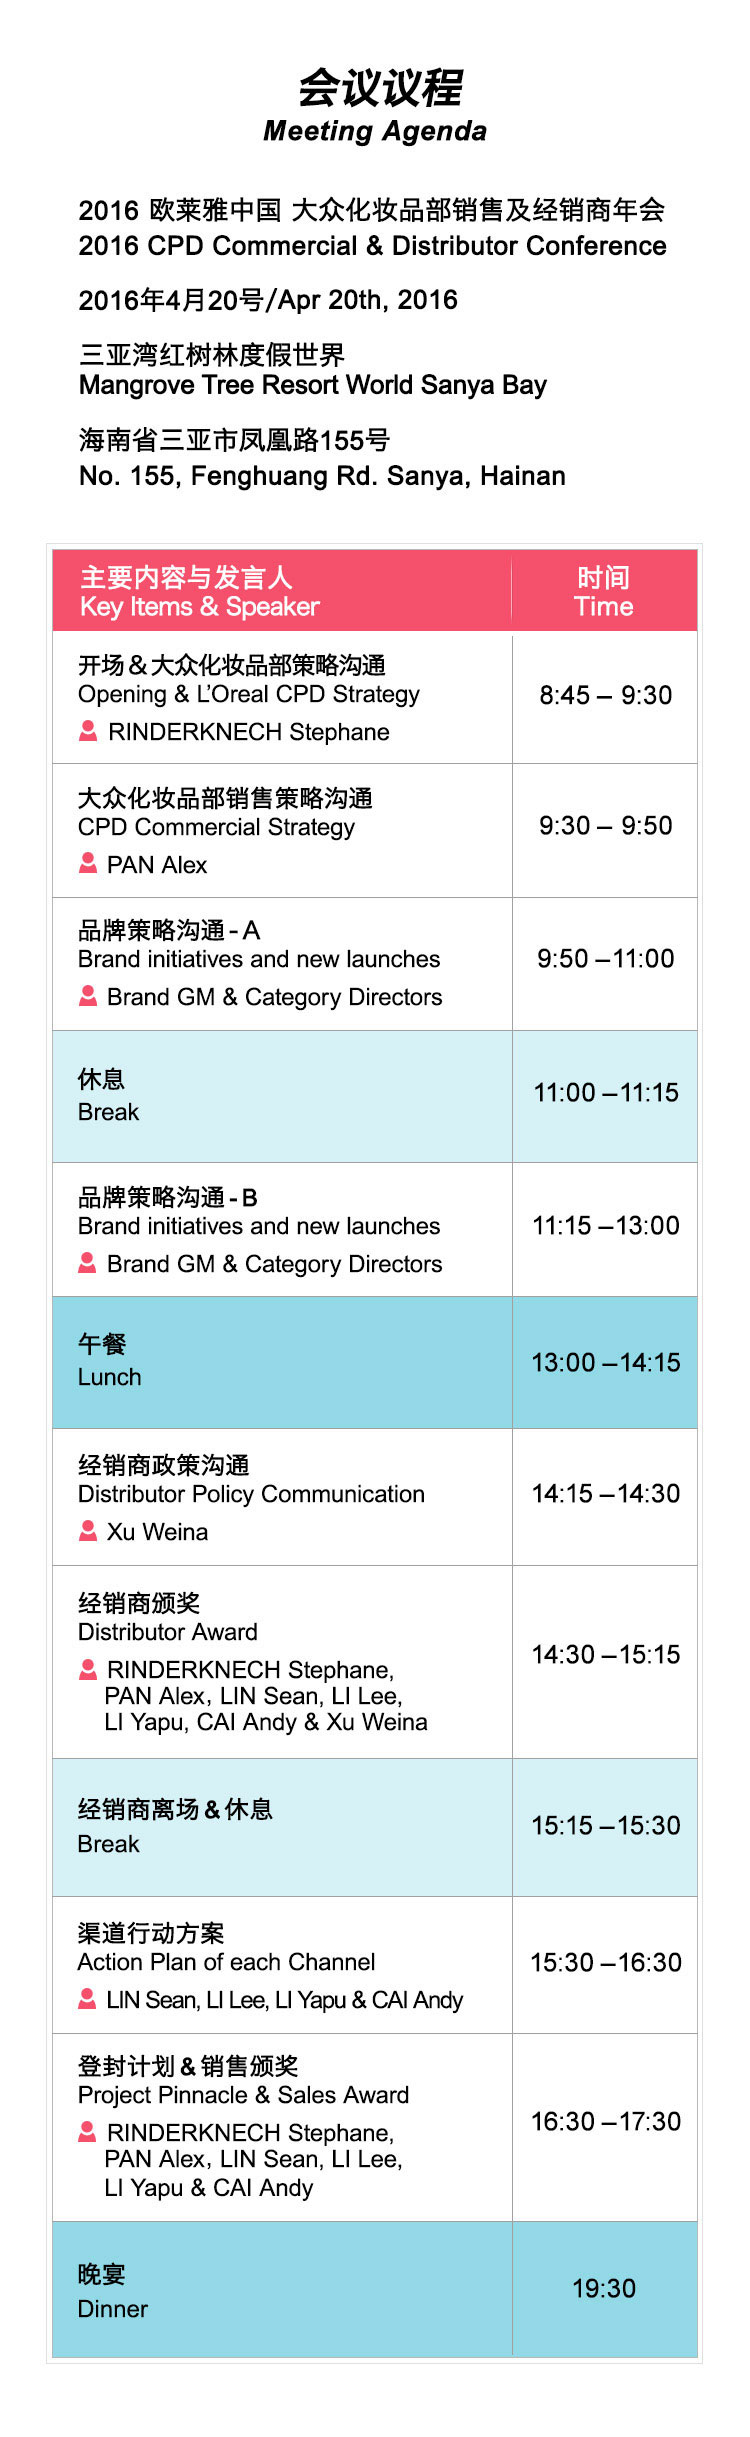 会议议程
Meeting Agenda
2016 欧莱雅中国 大众化妆品部销售及经销商年会
2016 CPD Commercial & Distributor Conference
2016年4月20号/Apr 20th, 2016
三亚湾红树林度假世界
Mangrove Tree Resort World Sanya Bay
海南省三亚市凤凰路155号
No. 155, Fenghuang Rd. Sanya, Hainan
主要内容与发言人
Key Items & Speaker
时间
Time
开场&大众化妆品部策略沟通
Opening & L'Oreal CPD Strategy
RINDERKNECH Stephane
8:45 – 9:30
大众化妆品部销售策略沟通
CPD Commercial Strategy
PAN Alex
9:30 – 9:50
品牌策略沟通-A
Brand initiatives and new launches
Brand GM & Category Directors
9:50 –11:00
休息
Break
11:00 –11:15
品牌策略沟通-B
Brand initiatives and new launches
Brand GM & Category Directors
11:15 –13:00
午餐
Lunch
13:00 –14:15
经销商政策沟通
Distributor Policy Communication
Xu Weina
14:15 –14:30
经销商颁奖
Distributor Award
RINDERKNECH Stephane,
PAN Alex, LIN Sean, LI Lee,
LI Yapu, CAI Andy & Xu Weina
14:30 –15:15
经销商离场&休息
Break
15:15 –15:30
渠道行动方案
Action Plan of each Channel
LIN Sean, LI Lee, LI Yapu & CAI Andy
15:30 –16:30
登封计划&销售颁奖
Project Pinnacle & Sales Award
RINDERKNECH Stephane,
PAN Alex, LIN Sean, LI Lee,
LI Yapu & CAI Andy
16:30 –17:30
晚宴
Dinner
19:30